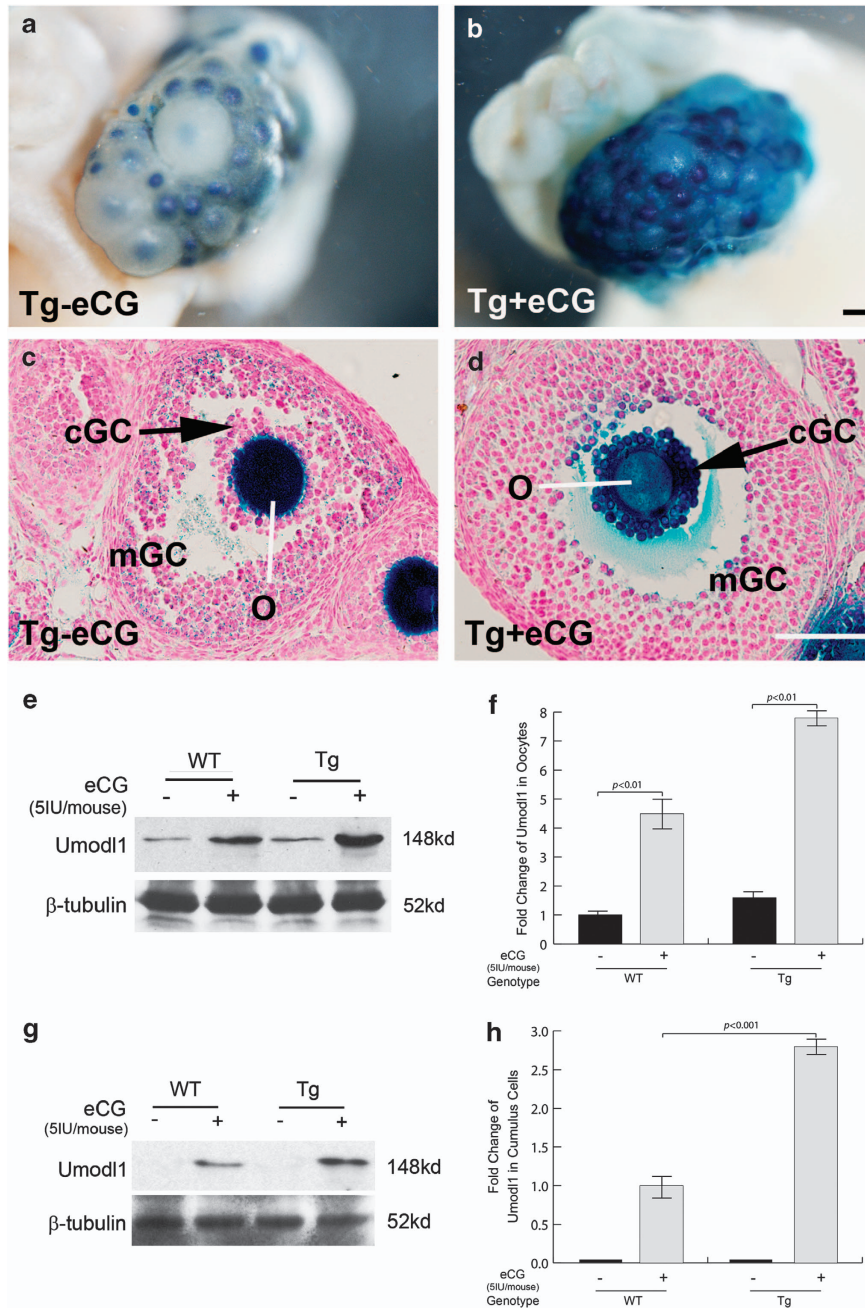 a
Tg-eCG
b
Tg+eCG
c
cGC
mGC
O
Tg-eCG
d
cGC
O
mGC
Tg+eCG
e
WT Tg
eCG - + - +
(5IU/mouse)
Umodl1 148kd
β-tubulin 52kd
f
Fold Change of Umodl1 in Oocytes
8
7
6
5
4
3
2
1
0
p<0.01
p<0.01
eCG - + - +
(5IU/mouse)
Genotype WT Tg
g
WT Tg
eCG - + - +
(5IU/mouse)
Umodl1 148kd
β-tubulin 52kd
h
Fold Change of
Umodl1 in Cumulus Cells
3.0
2.5
2.0
1.5
1.0
0.5
0.0
p<0.001
eCG - + - +
(5IU/mouse)
Genotype WT Tg